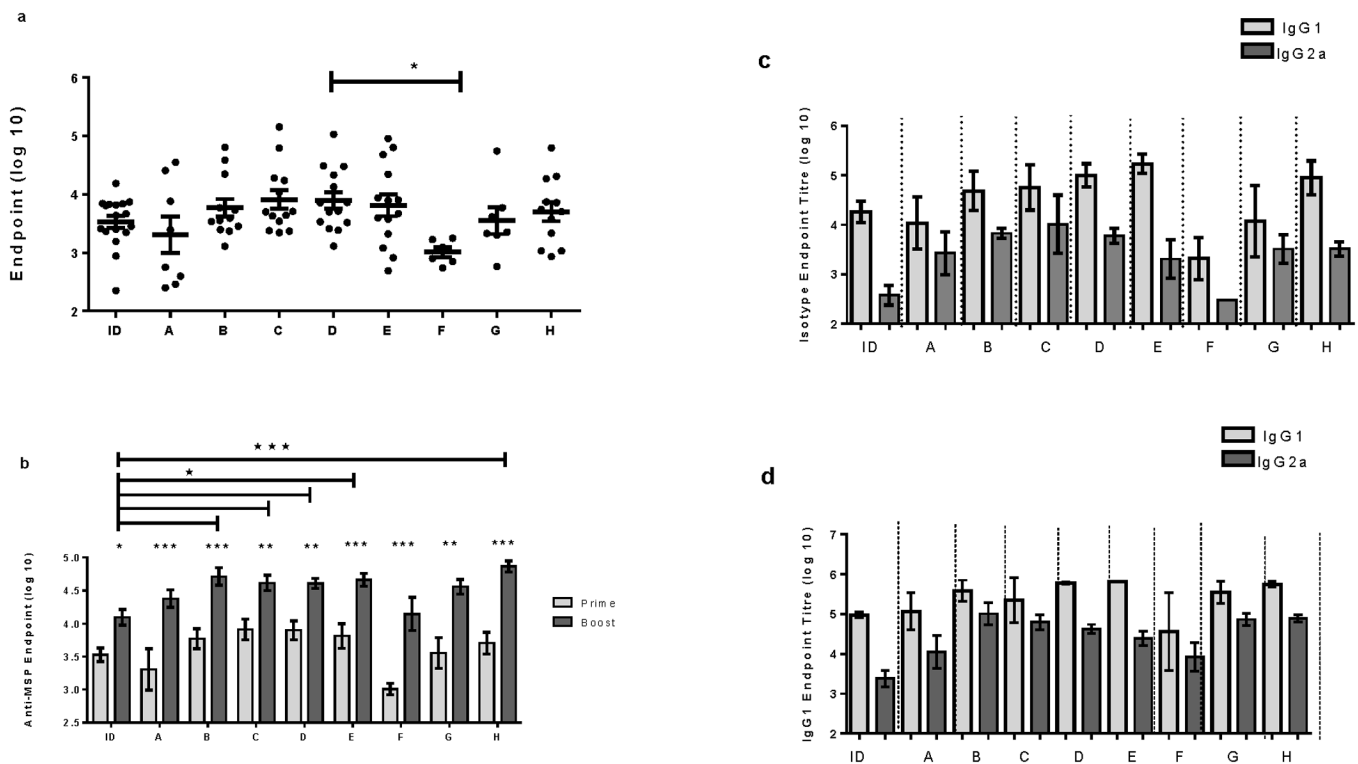 a
*
Endpoint (log 10)
6
5
4
3
2
ID A B C D E F G H
c
IgG1
IgG2a
Isotype Endpoint Titre (log 10)
6
5
4
3
2
ID A B C D E F G H
b
★★★
★
* *** *** ** ** *** *** ** ***
Anti-MSP Endpoint (log 10)
5.0
4.5
4.0
3.5
3.0
2.5
ID A B C D E F G H
Prime
Boost
d
IgG1
IgG2a
IgG1 Endpoint Titre (log 10)
7
6
5
4
3
2
ID A B C D E F G H